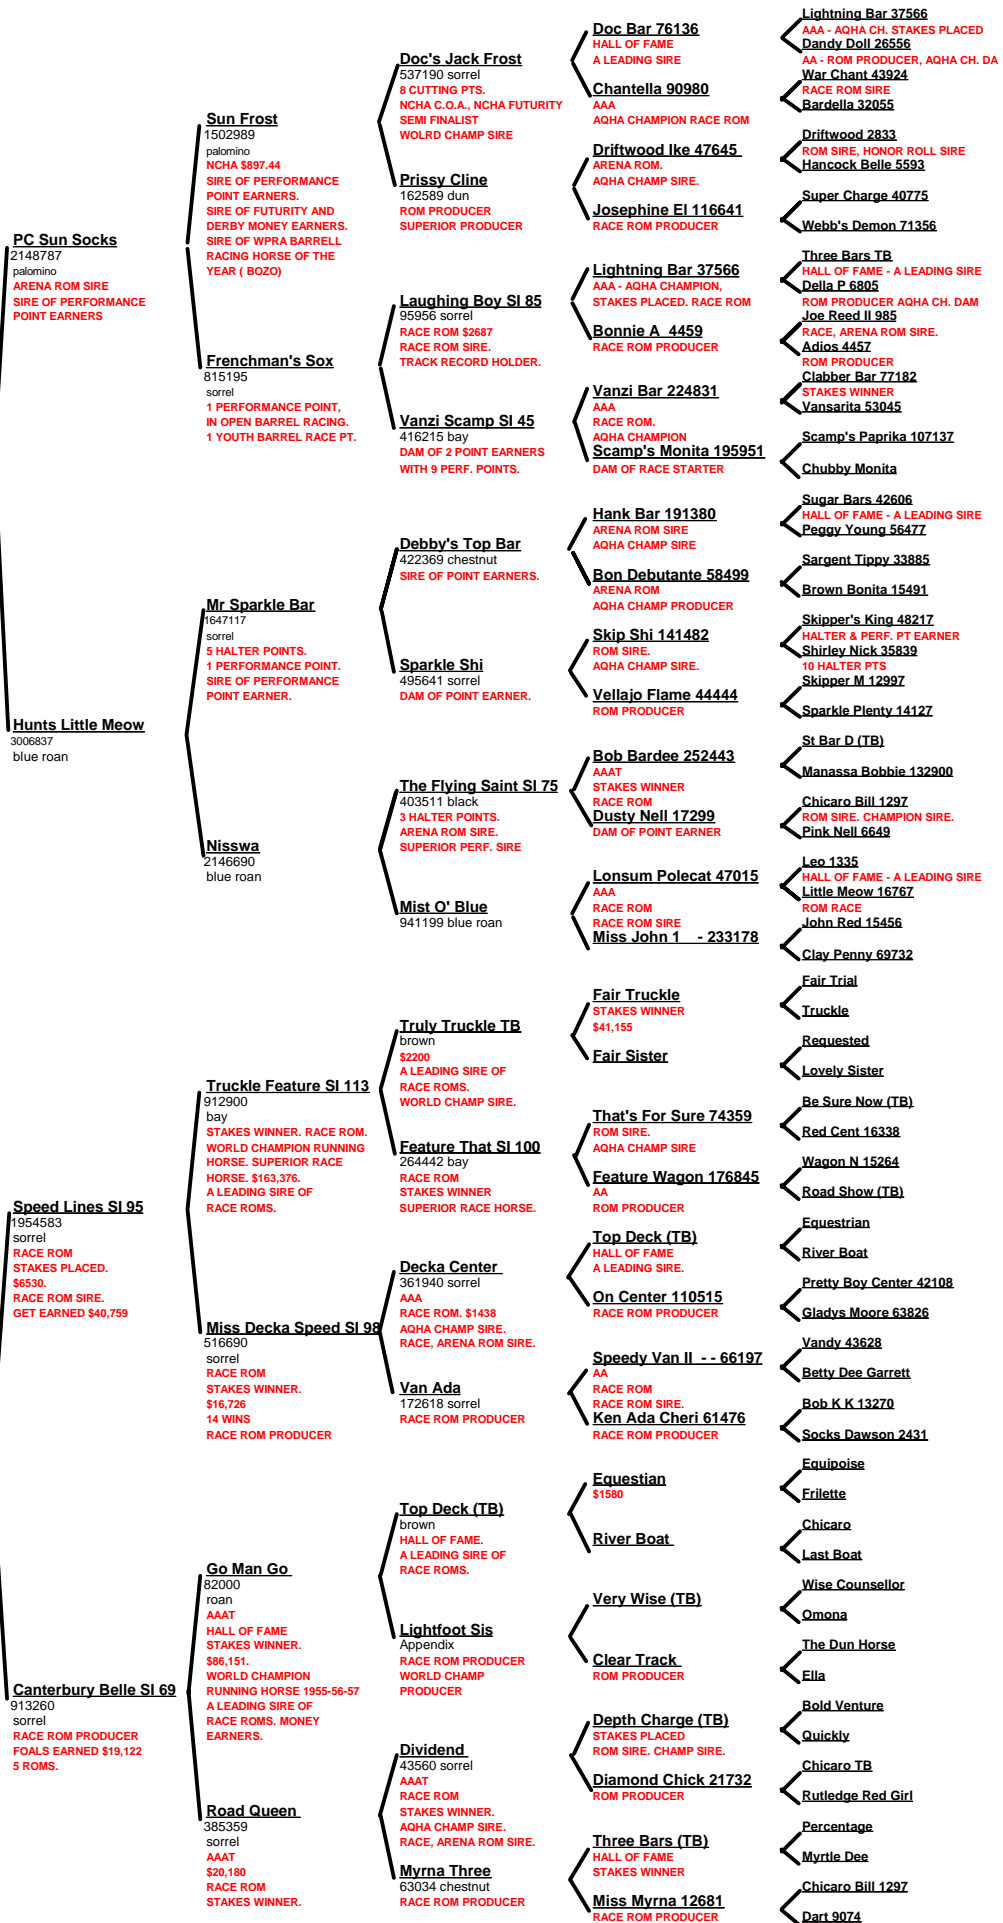 PC Sun Socks
2148787
palomino
ARENA ROM SIRE
SIRE OF PERFORMANCE
POINT EARNERS
Hunts Little Meow
3006837
blue roan
Speed Lines SI 95
1954583
sorrel
RACE ROM
STAKES PLACED.
$6530.
RACE ROM SIRE.
GET EARNED $40,759
Canterbury Belle SI 69
913260
sorrel
RACE ROM PRODUCER
FOALS EARNED $19,122
5 ROMS.
Sun Frost
1502989
palomino
NCHA $897.44
SIRE OF PERFORMANCE
POINT EARNERS.
SIRE OF FUTURITY AND
DERBY MONEY EARNERS.
SIRE OF WPRA BARRELL
RACING HORSE OF THE
YEAR ( BOZO)
Frenchman's Sox
815195
sorrel
1 PERFORMANCE POINT,
IN OPEN BARREL RACING.
1 YOUTH BARREL RACE PT.
Mr Sparkle Bar
1647117
sorrel
5 HALTER POINTS.
1 PERFORMANCE POINT.
SIRE OF PERFORMANCE
POINT EARNER.
Nisswa
2146690
blue roan
Truckle Feature SI 113
912900
bay
STAKES WINNER. RACE ROM.
WORLD CHAMPION RUNNING
HORSE. SUPERIOR RACE
HORSE. $163,376.
A LEADING SIRE OF
RACE ROMS.
Miss Decka Speed SI 98
516690
sorrel
RACE ROM
STAKES WINNER.
$16,726
14 WINS
RACE ROM PRODUCER
Go Man Go
82000
roan
AAAT
HALL OF FAME
STAKES WINNER.
$86,151.
WORLD CHAMPION
RUNNING HORSE 1955-56-57
A LEADING SIRE OF
RACE ROMS. MONEY
EARNERS.
Road Queen
385359
sorrel
AAAT
$20,180
RACE ROM
STAKES WINNER.
Doc's Jack Frost
537190 sorrel
8 CUTTING PTS.
NCHA C.O.A., NCHA FUTURITY
SEMI FINALIST
WOLRD CHAMP SIRE
Prissy Cline
162589 dun
ROM PRODUCER
SUPERIOR PRODUCER
Laughing Boy SI 85
95956 sorrel
RACE ROM $2687
RACE ROM SIRE.
TRACK RECORD HOLDER.
Vanzi Scamp SI 45
416215 bay
DAM OF 2 POINT EARNERS
WITH 9 PERF. POINTS.
Debby's Top Bar
422369 chestnut
SIRE OF POINT EARNERS.
Sparkle Shi
495641 sorrel
DAM OF POINT EARNER.
The Flying Saint SI 75
403511 black
3 HALTER POINTS.
ARENA ROM SIRE.
SUPERIOR PERF. SIRE
Mist O' Blue
941199 blue roan
Truly Truckle TB
brown
$2200
A LEADING SIRE OF
RACE ROMS.
WORLD CHAMP SIRE.
Feature That SI 100
264442 bay
RACE ROM
STAKES WINNER
SUPERIOR RACE HORSE.
Decka Center
361940 sorrel
AAA
RACE ROM. $1438
AQHA CHAMP SIRE.
RACE, ARENA ROM SIRE.
Van Ada
172618 sorrel
RACE ROM PRODUCER
Top Deck (TB)
brown
HALL OF FAME.
A LEADING SIRE OF
RACE ROMS.
Lightfoot Sis
Appendix
RACE ROM PRODUCER
WORLD CHAMP
PRODUCER
Dividend
43560 sorrel
AAAT
RACE ROM
STAKES WINNER.
AQHA CHAMP SIRE.
RACE, ARENA ROM SIRE.
Myrna Three
63034 chestnut
RACE ROM PRODUCER
Doc Bar 76136
HALL OF FAME
A LEADING SIRE
Chantella 90980
AAA
AQHA CHAMPION RACE ROM
Driftwood Ike 47645
ARENA ROM.
AQHA CHAMP SIRE.
Josephine El 116641
RACE ROM PRODUCER
Lightning Bar 37566
AAA - AQHA CHAMPION,
STAKES PLACED. RACE ROM
Bonnie A 4459
RACE ROM PRODUCER
Vanzi Bar 224831
AAA
RACE ROM.
AQHA CHAMPION
Scamp's Monita 195951
DAM OF RACE STARTER
Hank Bar 191380
ARENA ROM SIRE
AQHA CHAMP SIRE
Bon Debutante 58499
ARENA ROM
AQHA CHAMP PRODUCER
Skip Shi 141482
ROM SIRE.
AQHA CHAMP SIRE.
Vellajo Flame 44444
ROM PRODUCER
Bob Bardee 252443
AAAT
STAKES WINNER
RACE ROM
Dusty Nell 17299
DAM OF POINT EARNER
Lonsum Polecat 47015
AAA
RACE ROM
RACE ROM SIRE
Miss John 1 - 233178
Fair Truckle
STAKES WINNER
$41,155
Fair Sister
That's For Sure 74359
ROM SIRE.
AQHA CHAMP SIRE
Feature Wagon 176845
AA
ROM PRODUCER
Top Deck (TB)
HALL OF FAME
A LEADING SIRE.
On Center 110515
RACE ROM PRODUCER
Speedy Van II - - 66197
AA
RACE ROM
RACE ROM SIRE.
Ken Ada Cheri 61476
RACE ROM PRODUCER
Equestian
$1580
River Boat
Very Wise (TB)
Clear Track
ROM PRODUCER
Depth Charge (TB)
STAKES PLACED
ROM SIRE. CHAMP SIRE.
Diamond Chick 21732
ROM PRODUCER
Three Bars (TB)
HALL OF FAME
STAKES WINNER
Miss Myrna 12681
RACE ROM PRODUCER
Lightning Bar 37566
AAA - AQHA CH. STAKES PLACED
Dandy Doll 26556
AA - ROM PRODUCER, AQHA CH. DA
War Chant 43924
RACE ROM SIRE
Bardella 32055
Driftwood 2833
ROM SIRE, HONOR ROLL SIRE
Hancock Belle 5593
Super Charge 40775
Webb's Demon 71356
Three Bars TB
HALL OF FAME - A LEADING SIRE
Della P 6805
ROM PRODUCER AQHA CH. DAM
Joe Reed II 985
RACE, ARENA ROM SIRE.
Adios 4457
ROM PRODUCER
Clabber Bar 77182
STAKES WINNER
Vansarita 53045
Scamp's Paprika 107137
Chubby Monita
Sugar Bars 42606
HALL OF FAME - A LEADING SIRE
Peggy Young 56477
Sargent Tippy 33885
Brown Bonita 15491
Skipper's King 48217
HALTER & PERF. PT EARNER
Shirley Nick 35839
10 HALTER PTS
Skipper M 12997
Sparkle Plenty 14127
St Bar D (TB)
Manassa Bobbie 132900
Chicaro Bill 1297
ROM SIRE. CHAMPION SIRE.
Pink Nell 6649
Leo 1335
HALL OF FAME - A LEADING SIRE
Little Meow 16767
ROM RACE
John Red 15456
Clay Penny 69732
Fair Trial
Truckle
Requested
Lovely Sister
Be Sure Now (TB)
Red Cent 16338
Wagon N 15264
Road Show (TB)
Equestrian
River Boat
Pretty Boy Center 42108
Gladys Moore 63826
Vandy 43628
Betty Dee Garrett
Bob K K 13270
Socks Dawson 2431
Equipoise
Frilette
Chicaro
Last Boat
Wise Counsellor
Omona
The Dun Horse
Ella
Bold Venture
Quickly
Chicaro TB
Rutledge Red Girl
Percentage
Myrtle Dee
Chicaro Bill 1297
Dart 9074